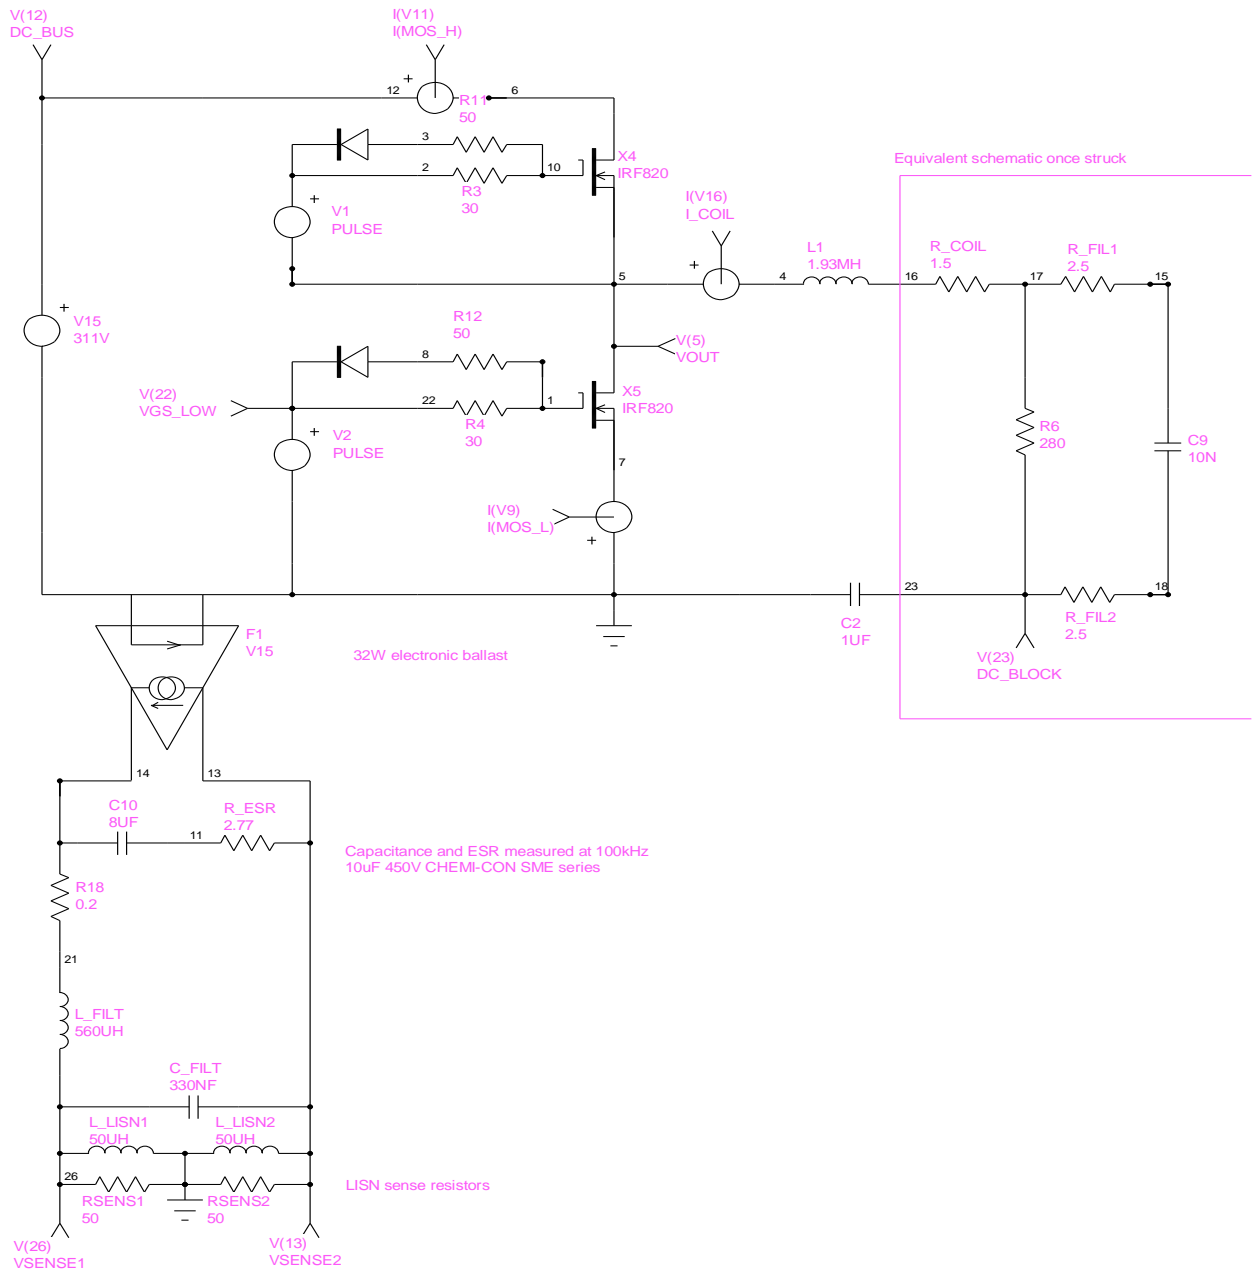 V(12)
DC_BUS
I(V11)
I(MOS_H)
12
+
6
R11
50
3
2
R3
30
10
X4
IRF820
+
V1
PULSE
Equivalent schematic once struck
I(V16)
I_COIL
+
5
4
L1
1.93MH
16
R_COIL
1.5
17
R_FIL1
2.5
15
+
V15
311V
R12
50
8
V(5)
VOUT
V(22)
VGS_LOW
22
1
X5
IRF820
R4
30
+
V2
PULSE
7
R6
280
C9
10N
I(V9)
I(MOS_L)
+
23
18
C2
1UF
R_FIL2
2.5
V(23)
DC_BLOCK
F1
V15
32W electronic ballast
14
13
C10
8UF
11
R_ESR
2.77
Capacitance and ESR measured at 100kHz
10uF 450V CHEMI-CON SME series
R18
0.2
21
L_FILT
560UH
C_FILT
330NF
L_LISN1
50UH
L_LISN2
50UH
26
RSENS1
50
RSENS2
50
LISN sense resistors
V(26)
VSENSE1
V(13)
VSENSE2